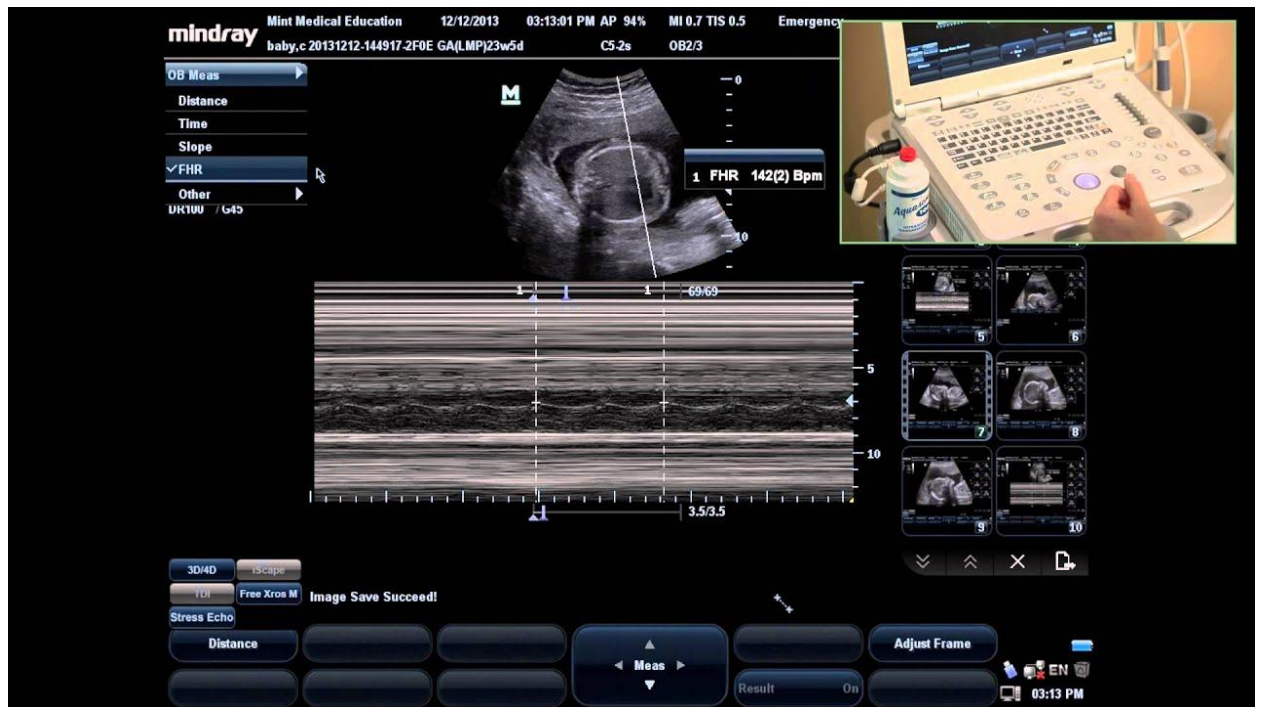 mindray
Mint Medical Education 12/12/2013 03:13:01 PM AP 94% MI 0.7 TIS 0.5 Emergency
baby,c 20131212-144917-2F0E GA(LMP)23w5d C5-2s OB2/3
OB Meas
Distance
Time
Slope
FHR
Other
DR100 / G45
M
0
1 FHR 142(2) Bpm
10
1 1 69/69
5
10
3.5/3.5
5 6
7 8
9 10
3D/4D iScape
TDI Free Xros M
Stress Echo
Image Save Succeed!
Distance
Meas
Adjust Frame
Result On
EN
03:13 PM